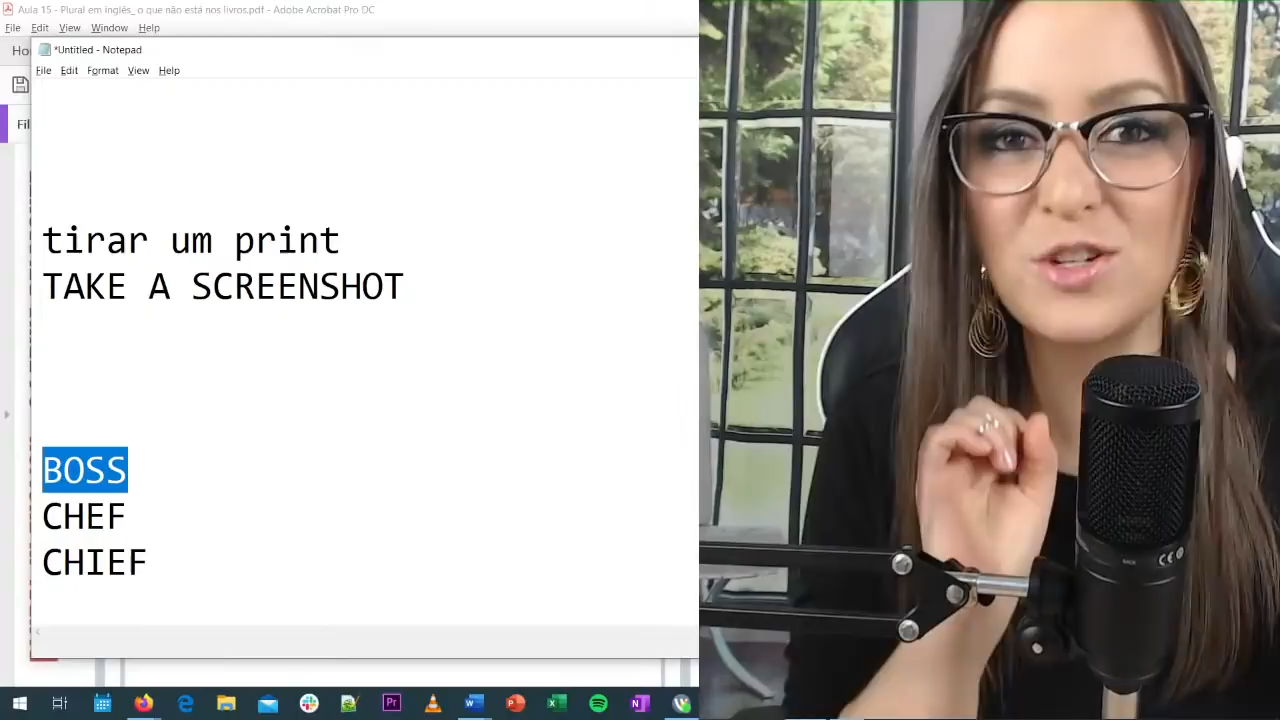 Aula 15 - Plural em inglês_ o que não está nos livros.pdf - Adobe Acrobat Pro DC
File Edit View Window Help
*Untitled - Notepad
File Edit Format View Help
tirar um print
TAKE A SCREENSHOT
BOSS
CHEF
CHIEF